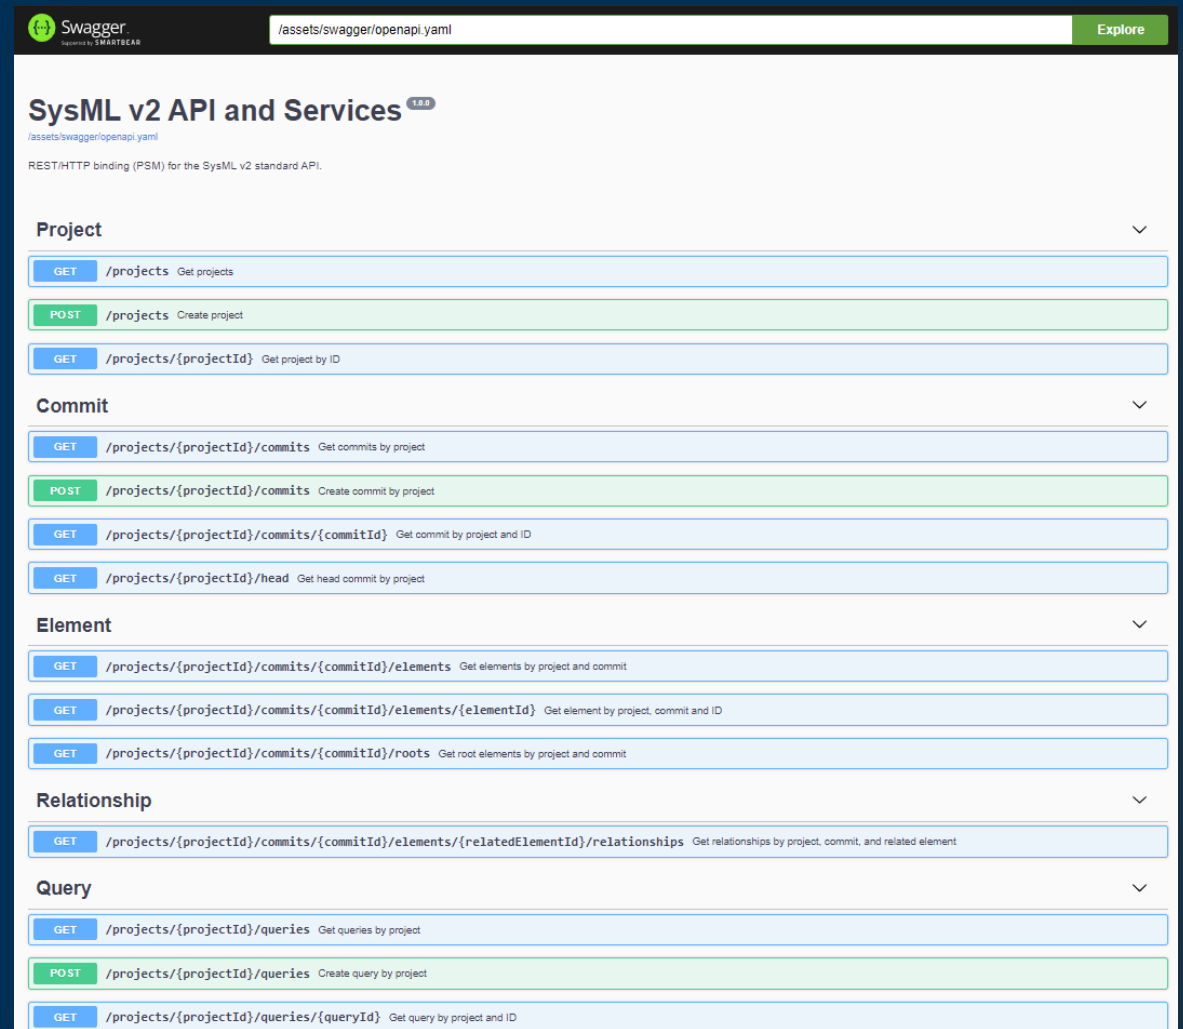 Swagger.
Supported by SMARTBEAR
/assets/swagger/openapi.yaml
Explore
SysML v2 API and Services 1.0.0
/assets/swagger/openapi.yaml
REST/HTTP binding (PSM) for the SysML v2 standard API.
Project
GET /projects Get projects
POST /projects Create project
GET /projects/{projectId} Get project by ID
Commit
GET /projects/{projectId}/commits Get commits by project
POST /projects/{projectId}/commits Create commit by project
GET /projects/{projectId}/commits/{commitId} Get commit by project and ID
GET /projects/{projectId}/head Get head commit by project
Element
GET /projects/{projectId}/commits/{commitId}/elements Get elements by project and commit
GET /projects/{projectId}/commits/{commitId}/elements/{elementId} Get element by project, commit and ID
GET /projects/{projectId}/commits/{commitId}/roots Get root elements by project and commit
Relationship
GET /projects/{projectId}/commits/{commitId}/elements/{relatedElementId}/relationships Get relationships by project, commit, and related element
Query
GET /projects/{projectId}/queries Get queries by project
POST /projects/{projectId}/queries Create query by project
GET /projects/{projectId}/queries/{queryId} Get query by project and ID